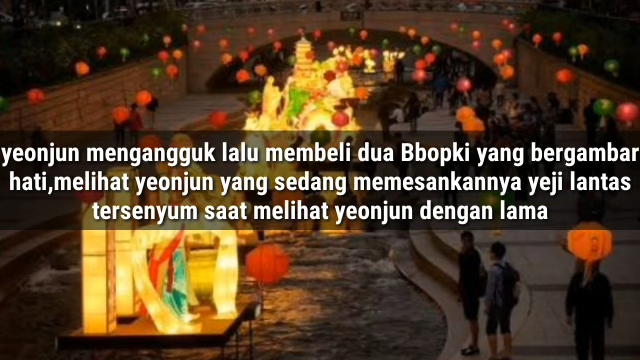 yeonjun mengangguk lalu membeli dua Bbopki yang bergambar
hati,melihat yeonjun yang sedang memesankannya yeji lantas
tersenyum saat melihat yeonjun dengan lama